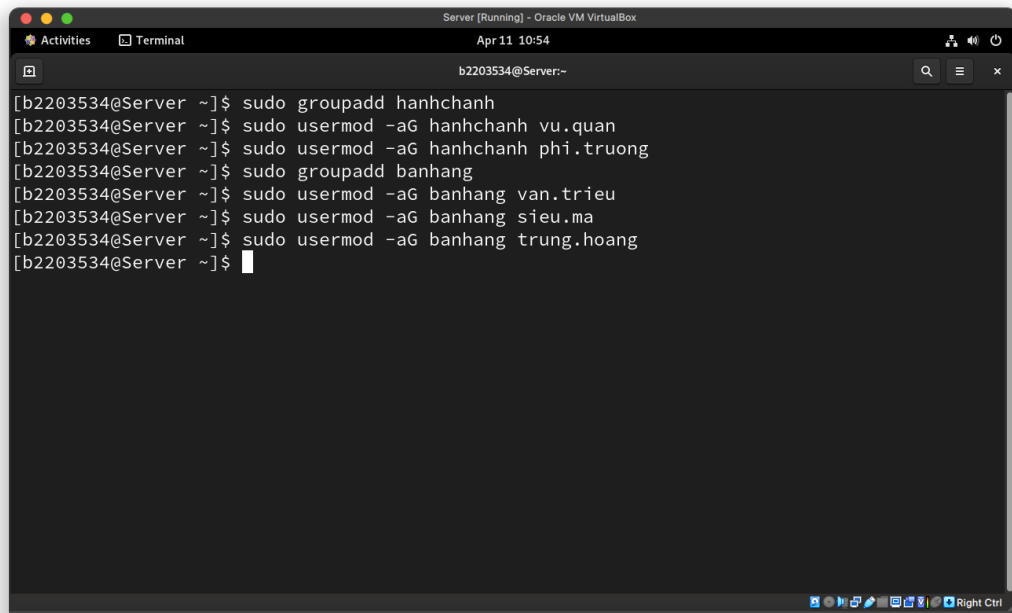 Server [Running] - Oracle VM VirtualBox
Activities Terminal Apr 11 10:54
b2203534@Server:~
[b2203534@Server ~]$ sudo groupadd hanhchanh
[b2203534@Server ~]$ sudo usermod -aG hanhchanh vu.quan
[b2203534@Server ~]$ sudo usermod -aG hanhchanh phi.truong
[b2203534@Server ~]$ sudo groupadd banhang
[b2203534@Server ~]$ sudo usermod -aG banhang van.trieu
[b2203534@Server ~]$ sudo usermod -aG banhang sieu.ma
[b2203534@Server ~]$ sudo usermod -aG banhang trung.hoang
[b2203534@Server ~]$
Right Ctrl